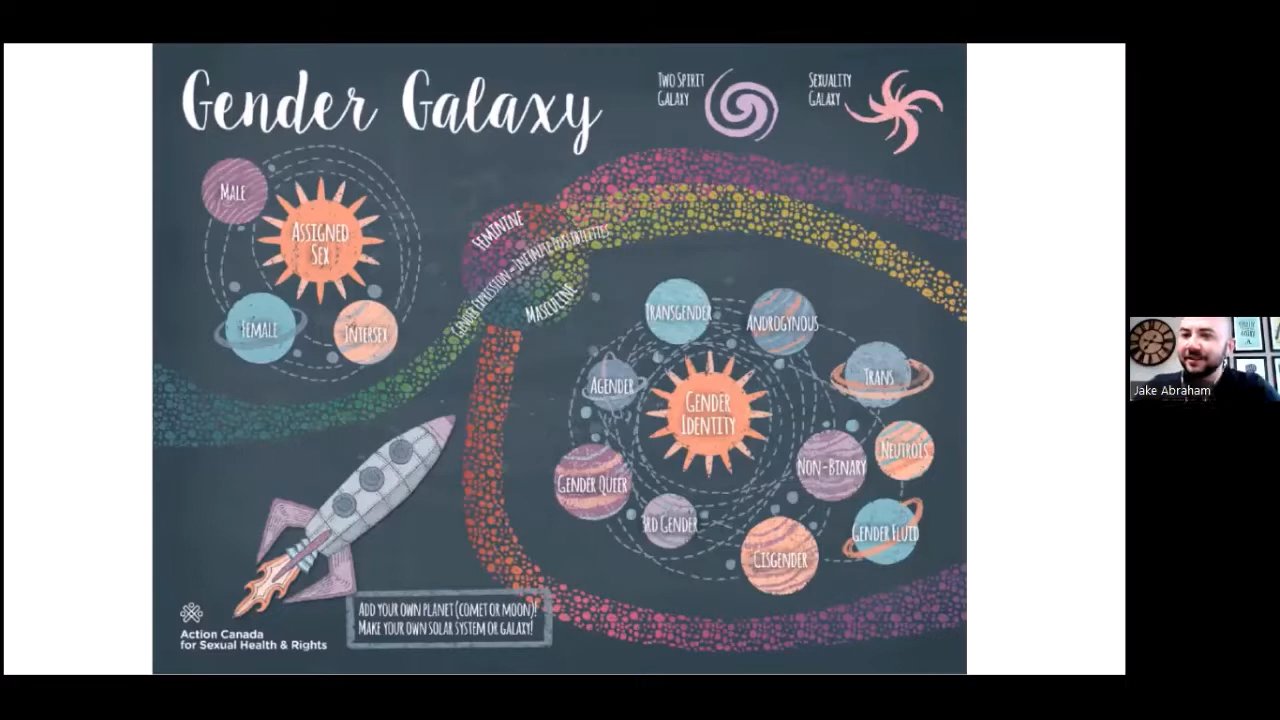 Gender Galaxy
TWO SPIRIT
GALAXY
SEXUALITY
GALAXY
MALE
ASSIGNED
SEX
FEMALE
INTERSEX
FEMININE
GENDER EXPRESSION - INFINITE POSSIBILITIES
MASCULINE
TRANSGENDER
ANDROGYNOUS
AGENDER
TRANS
GENDER
IDENTITY
NEUTROIS
NON-BINARY
GENDER QUEER
3RD GENDER
GENDER FLUID
CISGENDER
ADD YOUR OWN PLANET (COMET OR MOON)!
MAKE YOUR OWN SOLAR SYSTEM OR GALAXY!
Action Canada
for Sexual Health & Rights
Jake Abraham